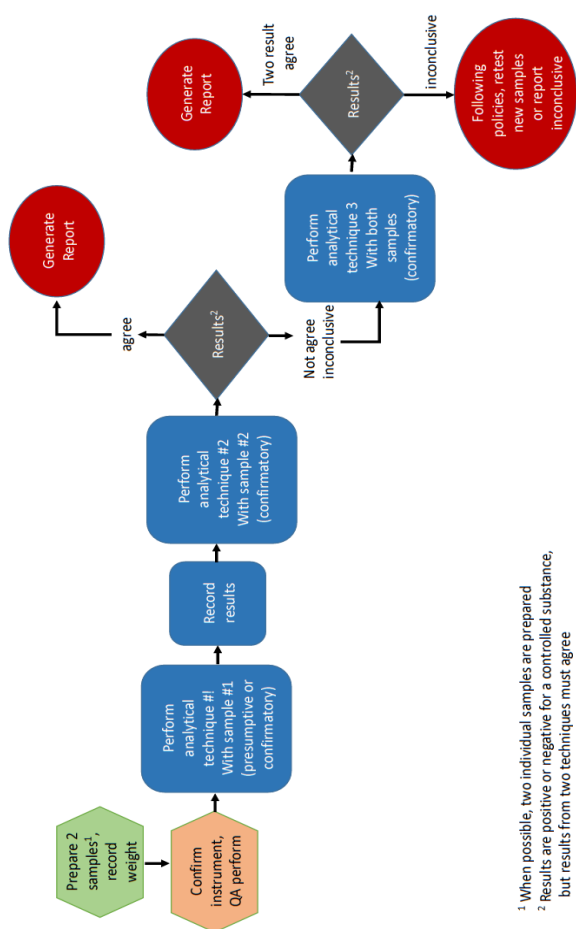 Prepare 2
samples¹,
record
weight
Confirm
instrument,
QA perform
Perform
analytical
technique #!
With sample #1
(presumptive or
confirmatory)
Record
results
Perform
analytical
technique #2
With sample #2
(confirmatory)
Results²
agree
Generate
Report
Not agree
inconclusive
Perform
analytical
technique 3
With both
samples
(confirmatory)
Results²
Two result
agree
Generate
Report
inconclusive
Following
policies, retest
new samples
or report
inconclusive
¹ When possible, two individual samples are prepared
² Results are positive or negative for a controlled substance,
but results from two techniques must agree